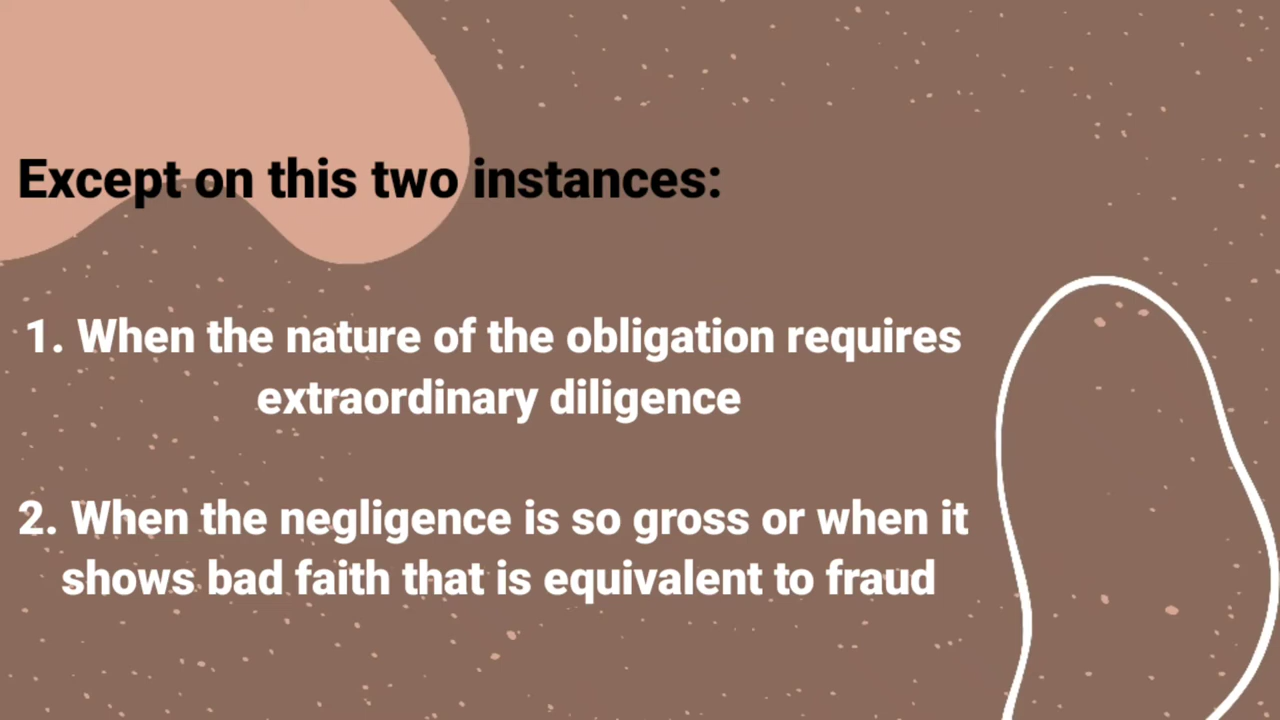 Except on this two instances:
1. When the nature of the obligation requires
extraordinary diligence
2. When the negligence is so gross or when it
shows bad faith that is equivalent to fraud